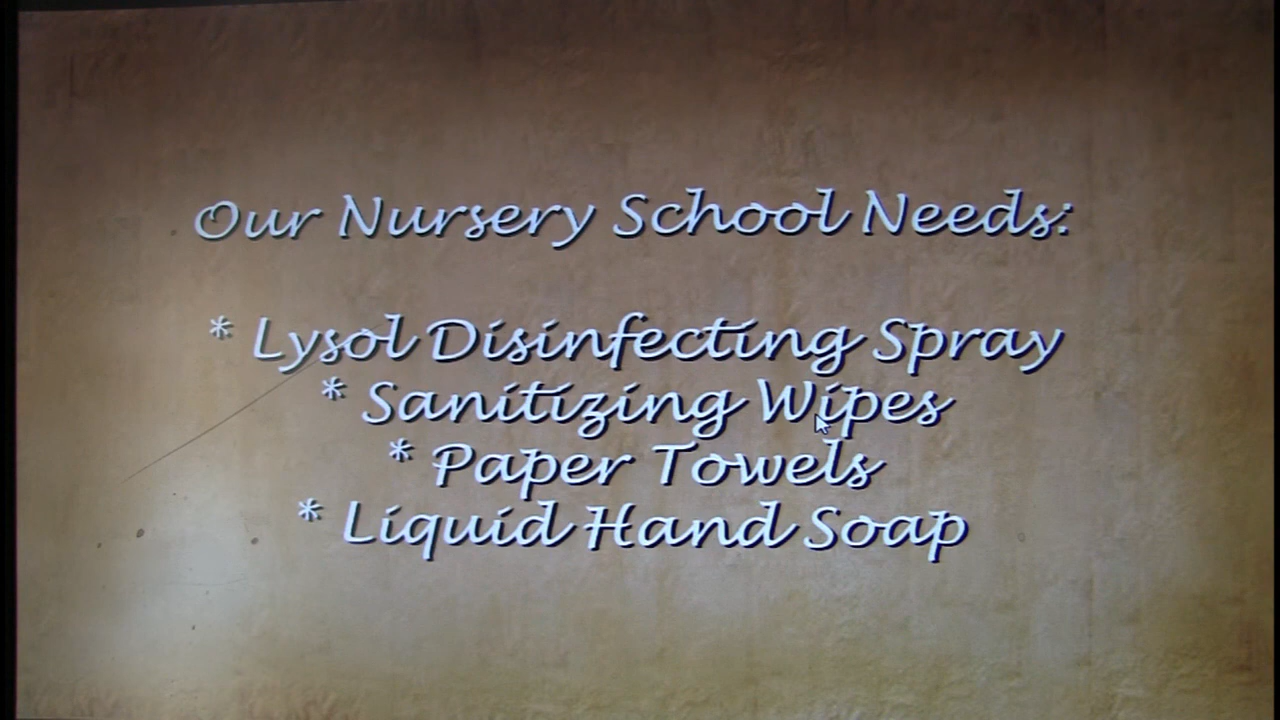 Our Nursery School Needs:
* Lysol Disinfecting Spray
* Sanitizing Wipes
* Paper Towels
* Liquid Hand Soap